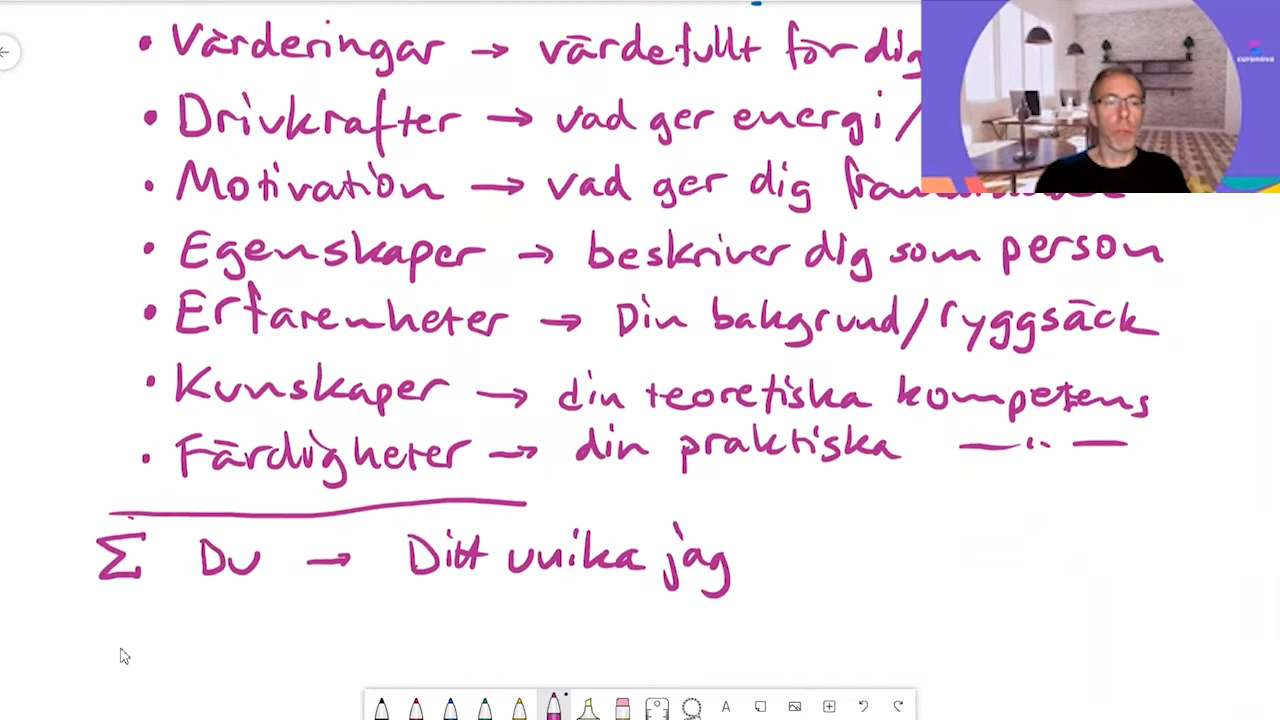 • Värderingar → värdefullt för dig
• Drivkrafter → vad ger energi /
• Motivation → vad ger dig
• Egenskaper → beskriver dig som person
• Erfarenheter → Din bakgrund/ryggsäck
• Kunskaper → din teoretiska kompetens
• Färdigheter → din praktiska —"—
Σ Du → Ditt unika jag
A